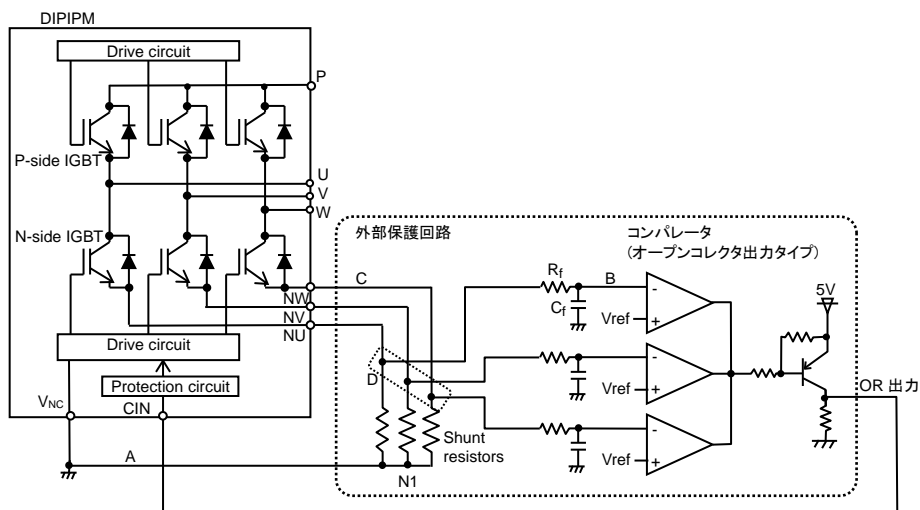 DIPIPM
Drive circuit
P
P-side IGBT
U
V
W
N-side IGBT
外部保護回路
コンパレータ
(オープンコレクタ出力タイプ)
C
Rf
B
-
5V
NW
Cf
Vref
+
NV
NU
Drive circuit
D
-
Vref
+
Protection circuit
OR 出力
VNC
CIN
-
Shunt
resistors
Vref
+
A
N1